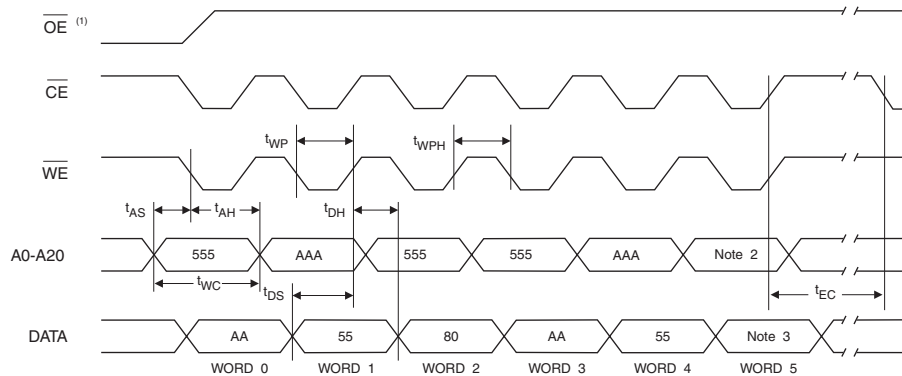 OE (1)
CE
tWP
tWPH
WE
tAS
tAH
tDH
A0-A20
555
AAA
555
555
AAA
Note 2
tWC
tDS
tEC
DATA
AA
55
80
AA
55
Note 3
WORD 0
WORD 1
WORD 2
WORD 3
WORD 4
WORD 5